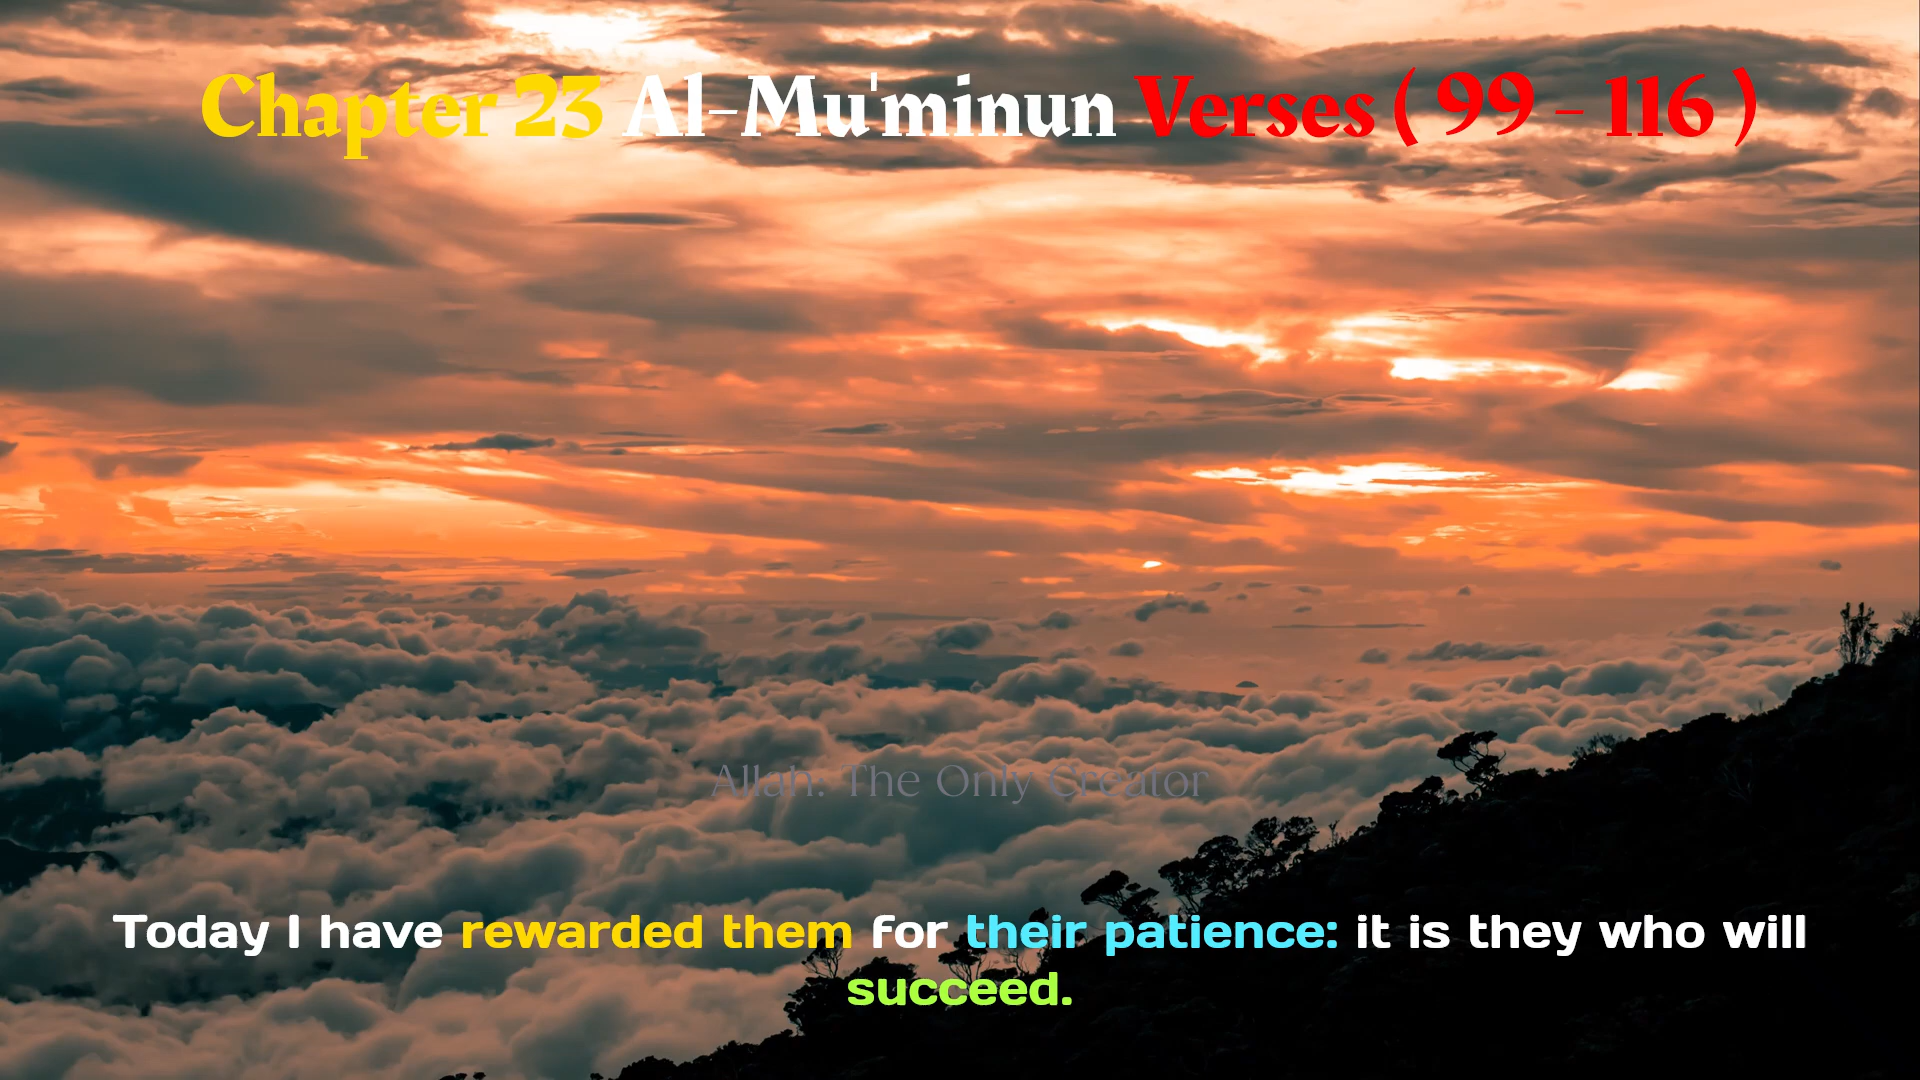 Chapter 23 Al-Mu'minun Verses ( 99 - 116 )
Allah: The Only Creator
Today I have rewarded them for their patience: it is they who will
succeed.